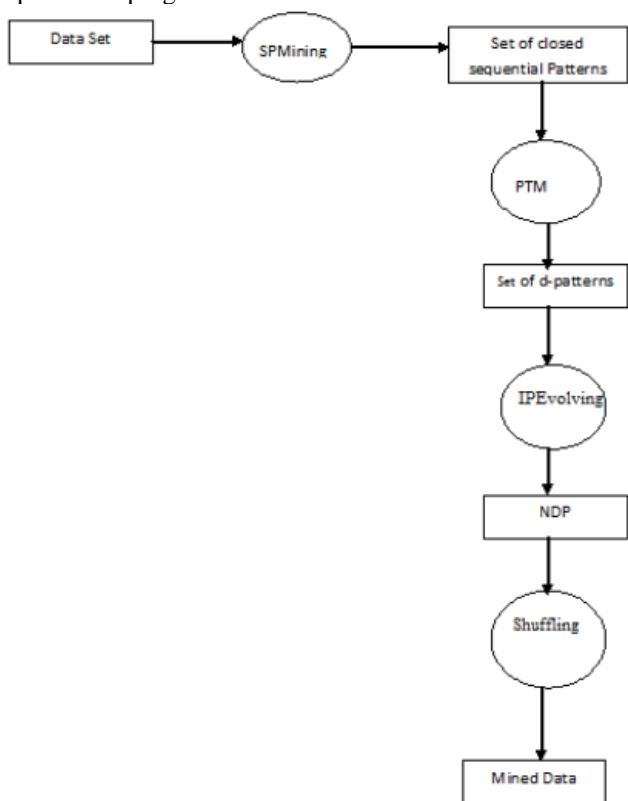 Data Set
SPMining
Set of closed
sequential Patterns
PTM
Set of d-patterns
IPEvolving
NDP
Shuffling
Mined Data